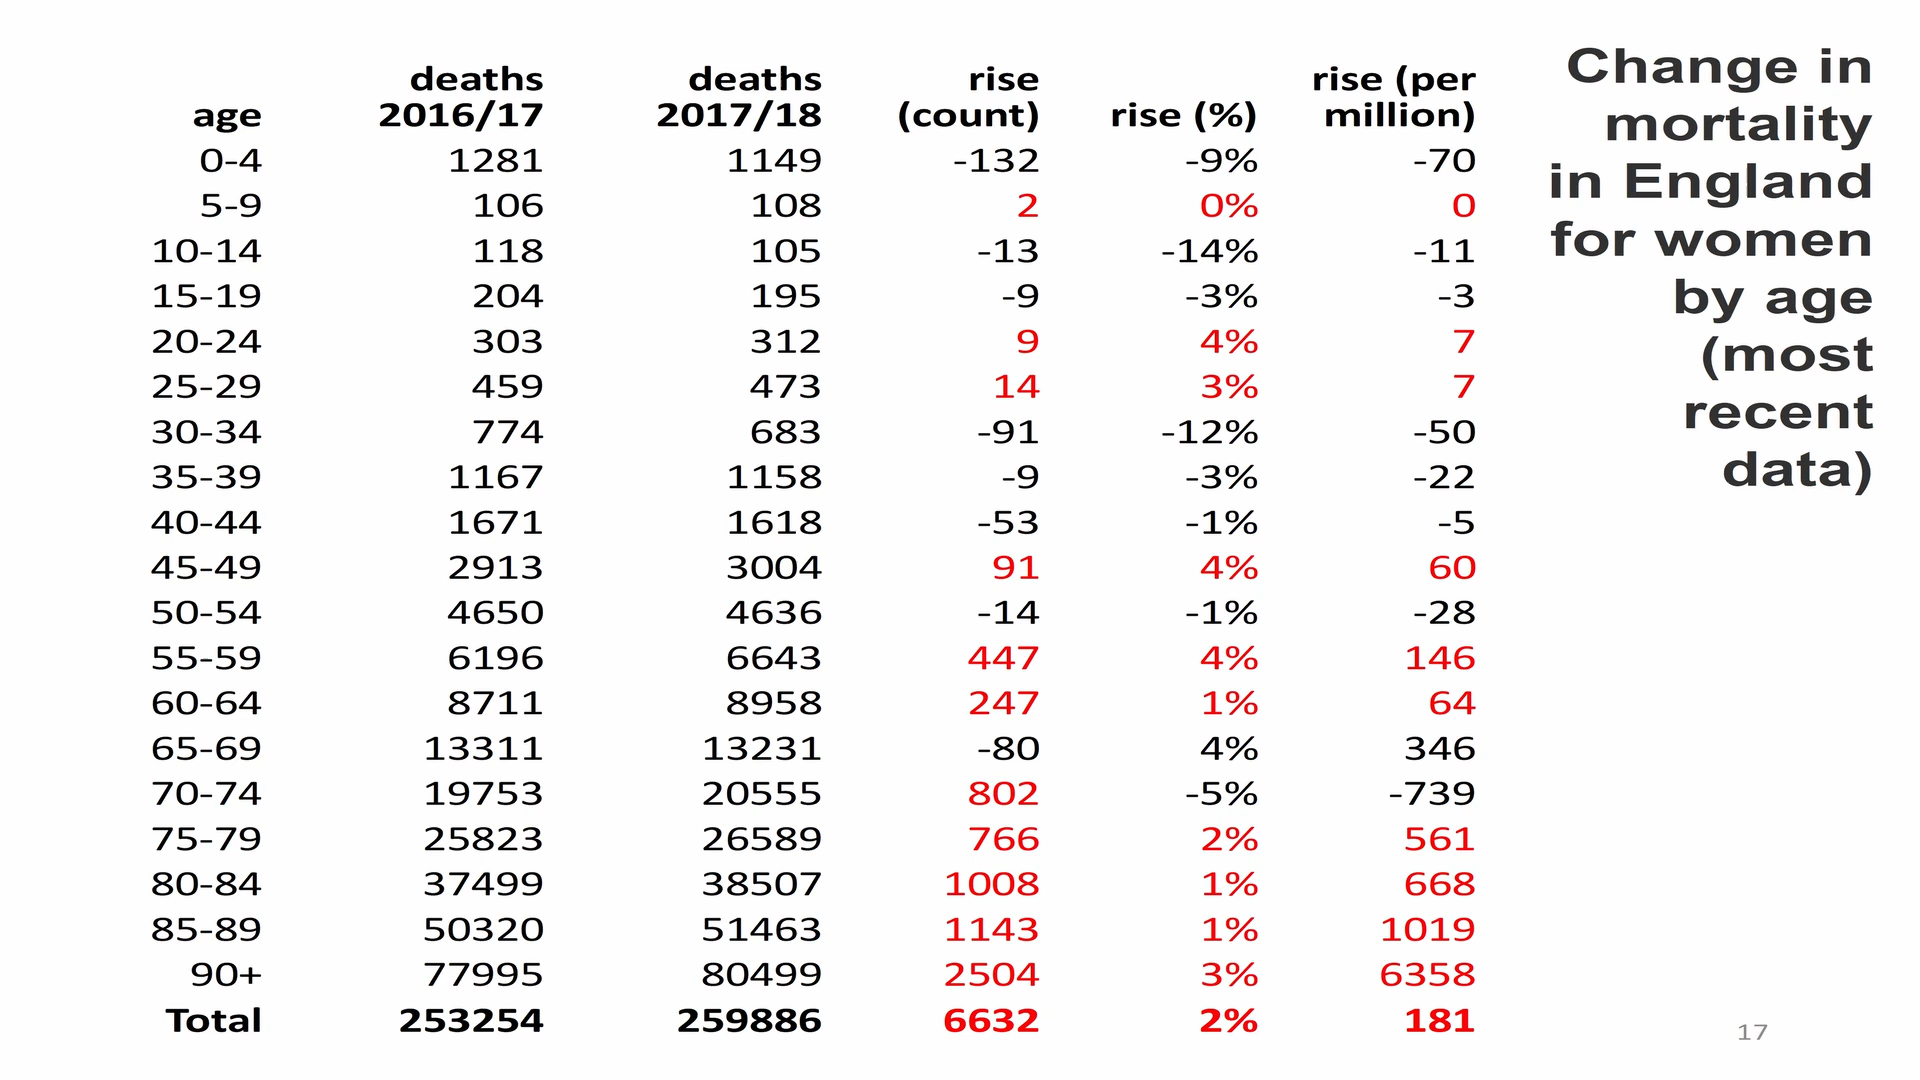 age deaths 2016/17 deaths 2017/18 rise (count) rise (%) rise (per million)
0-4 1281 1149 -132 -9% -70
5-9 106 108 2 0% 0
10-14 118 105 -13 -14% -11
15-19 204 195 -9 -3% -3
20-24 303 312 9 4% 7
25-29 459 473 14 3% 7
30-34 774 683 -91 -12% -50
35-39 1167 1158 -9 -3% -22
40-44 1671 1618 -53 -1% -5
45-49 2913 3004 91 4% 60
50-54 4650 4636 -14 -1% -28
55-59 6196 6643 447 4% 146
60-64 8711 8958 247 1% 64
65-69 13311 13231 -80 4% 346
70-74 19753 20555 802 -5% -739
75-79 25823 26589 766 2% 561
80-84 37499 38507 1008 1% 668
85-89 50320 51463 1143 1% 1019
90+ 77995 80499 2504 3% 6358
Total 253254 259886 6632 2% 181
Change in
mortality
in England
for women
by age
(most
recent
data)
17